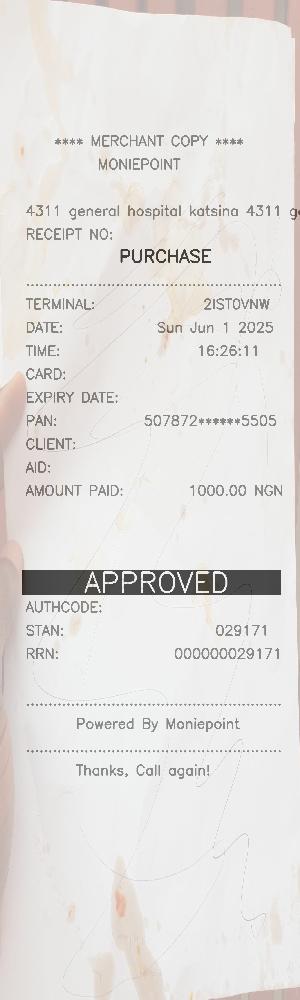 **** MERCHANT COPY ****
MONIEPOINT
4311 general hospital katsina 4311 g
RECEIPT NO:
PURCHASE
TERMINAL: 2IST0VNW
DATE: Sun Jun 1 2025
TIME: 16:26:11
CARD:
EXPIRY DATE:
PAN: 507872******5505
CLIENT:
AID:
AMOUNT PAID: 1000.00 NGN
APPROVED
AUTHCODE:
STAN: 029171
RRN: 000000029171
Powered By Moniepoint
Thanks, Call again!